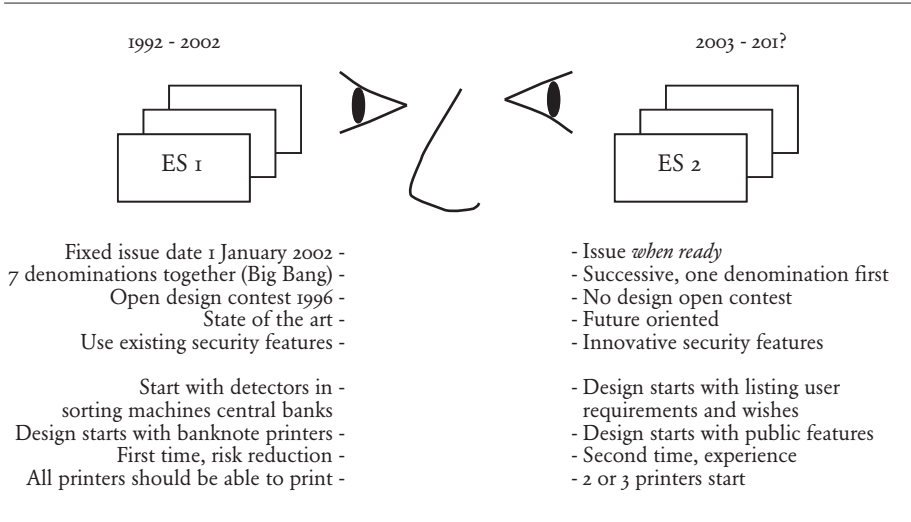 1992 - 2002
2003 - 201?
ES 1
ES 2
Fixed issue date 1 January 2002 -
7 denominations together (Big Bang) -
Open design contest 1996 -
State of the art -
Use existing security features -
Start with detectors in -
sorting machines central banks
Design starts with banknote printers -
First time, risk reduction -
All printers should be able to print -
- Issue when ready
- Successive, one denomination first
- No design open contest
- Future oriented
- Innovative security features
- Design starts with listing user
requirements and wishes
- Design starts with public features
- Second time, experience
- 2 or 3 printers start